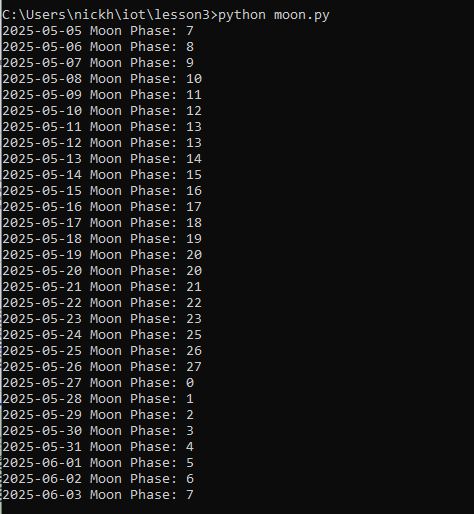 C:\Users\nickh\iot\lesson3>python moon.py
2025-05-05 Moon Phase: 7
2025-05-06 Moon Phase: 8
2025-05-07 Moon Phase: 9
2025-05-08 Moon Phase: 10
2025-05-09 Moon Phase: 11
2025-05-10 Moon Phase: 12
2025-05-11 Moon Phase: 13
2025-05-12 Moon Phase: 13
2025-05-13 Moon Phase: 14
2025-05-14 Moon Phase: 15
2025-05-15 Moon Phase: 16
2025-05-16 Moon Phase: 17
2025-05-17 Moon Phase: 18
2025-05-18 Moon Phase: 19
2025-05-19 Moon Phase: 20
2025-05-20 Moon Phase: 20
2025-05-21 Moon Phase: 21
2025-05-22 Moon Phase: 22
2025-05-23 Moon Phase: 23
2025-05-24 Moon Phase: 25
2025-05-25 Moon Phase: 26
2025-05-26 Moon Phase: 27
2025-05-27 Moon Phase: 0
2025-05-28 Moon Phase: 1
2025-05-29 Moon Phase: 2
2025-05-30 Moon Phase: 3
2025-05-31 Moon Phase: 4
2025-06-01 Moon Phase: 5
2025-06-02 Moon Phase: 6
2025-06-03 Moon Phase: 7